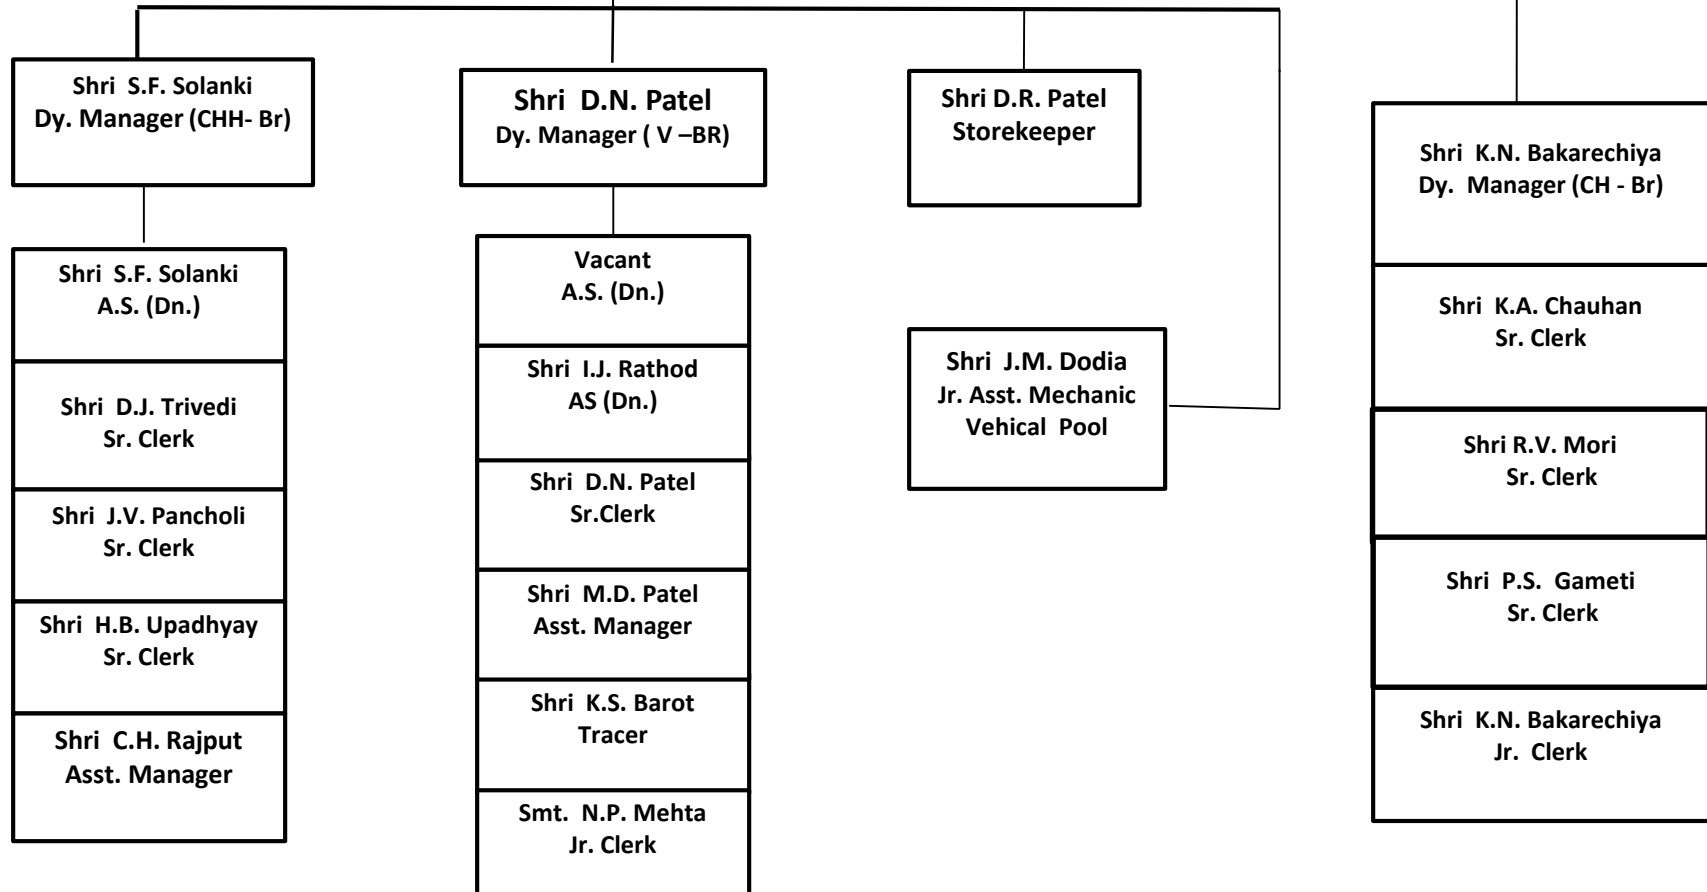 Shri S.F. Solanki
Dy. Manager (CHH- Br)
Shri S.F. Solanki
A.S. (Dn.)
Shri D.J. Trivedi
Sr. Clerk
Shri J.V. Pancholi
Sr. Clerk
Shri H.B. Upadhyay
Sr. Clerk
Shri C.H. Rajput
Asst. Manager
Shri D.N. Patel
Dy. Manager ( V –BR)
Vacant
A.S. (Dn.)
Shri I.J. Rathod
AS (Dn.)
Shri D.N. Patel
Sr.Clerk
Shri M.D. Patel
Asst. Manager
Shri K.S. Barot
Tracer
Smt. N.P. Mehta
Jr. Clerk
Shri D.R. Patel
Storekeeper
Shri J.M. Dodia
Jr. Asst. Mechanic
Vehical Pool
Shri K.N. Bakarechiya
Dy. Manager (CH - Br)
Shri K.A. Chauhan
Sr. Clerk
Shri R.V. Mori
Sr. Clerk
Shri P.S. Gameti
Sr. Clerk
Shri K.N. Bakarechiya
Jr. Clerk